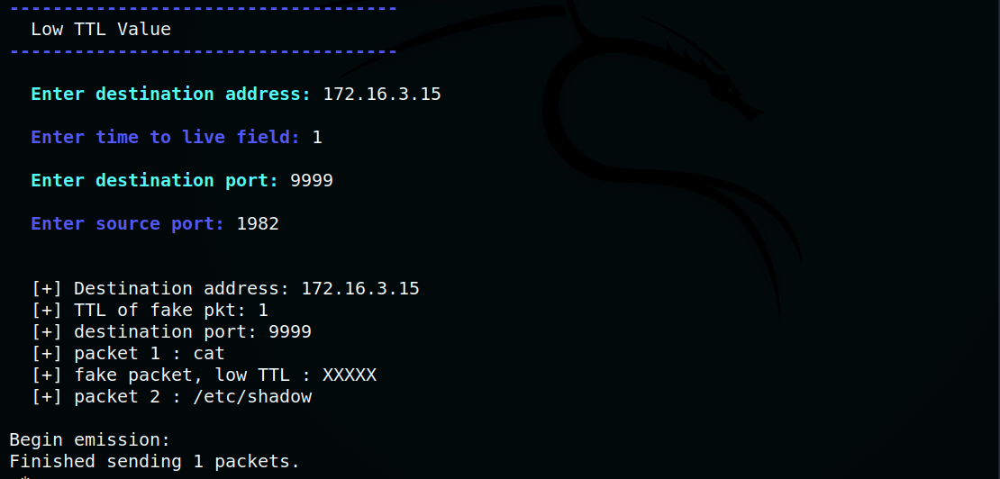 ------------------------------------
Low TTL Value
------------------------------------
Enter destination address: 172.16.3.15
Enter time to live field: 1
Enter destination port: 9999
Enter source port: 1982
[+] Destination address: 172.16.3.15
[+] TTL of fake pkt: 1
[+] destination port: 9999
[+] packet 1 : cat
[+] fake packet, low TTL : XXXXX
[+] packet 2 : /etc/shadow
Begin emission:
Finished sending 1 packets.
*